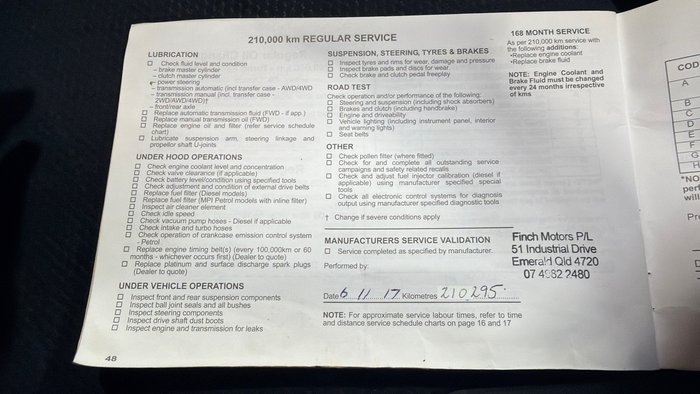 210,000 km REGULAR SERVICE
LUBRICATION
☐ Check fluid level and condition
– brake master cylinder
– clutch master cylinder
– power steering
– transmission automatic (incl transfer case - AWD/4WD
– transmission manual (incl. transfer case -
2WD/AWD/4WD)†
– front/rear axle
☐ Replace automatic transmission fluid (FWD - if app )
☐ Replace manual transmission oil (FWD)
☐ Replace engine oil and filter (refer service schedule
chart)
☐ Lubricate suspension arm, steering linkage and
propollor shaft U-joints
UNDER HOOD OPERATIONS
☐ Check engine coolant level and concentration
☐ Check valve clearance (if applicable)
☐ Check battery level/condition using specified tools
☐ Check adjustment and condition of external drive belts
☐ Replace fuel filter (Diesel models)
☐ Replace fuel filter (MPI Petrol models with inline filter)
☐ Inspect air cleaner element
☐ Check idle speed
☐ Check vacuum pump hoses - Diesel if applicable
☐ Check intake and turbo hoses
☐ Check operation of crankcase emission control system
Petrol
☐ Replace engine timing belt(s) (every 100,000km or 60
months - whichever occurs first) (Dealer to quote)
☐ Replace platinum and surface discharge spark plugs
(Dealer to quote)
UNDER VEHICLE OPERATIONS
☐ Inspect front and rear suspension components
☐ Inspect ball joint seals and all bushes
☐ Inspect steering components
☐ Inspect drive shaft dust boots
☐ Inspect engine and transmission for leaks
48
SUSPENSION, STEERING, TYRES & BRAKES
☐ Inspect tyres and rims for wear, damage and pressure
☐ Inspect brake pads and discs for wear
☐ Check brake and clutch pedal freeplay
ROAD TEST
Check operation and/or performance of the following:
☐ Steering and suspension (including shock absorbers)
☐ Brakes and clutch (including handbrake)
☐ Engine and driveability
☐ Vehicle lighting (including instrument panel, interior
and warning lights)
☐ Seat belts
OTHER
☐ Check pollen filter (where fitted)
☐ Check for and complete all outstanding service
campaigns and safety related recalls
☐ Check and adjust fuel injector calibration (diesel if
applicable) using manufacturer specified special
tools
☐ Check all electronic control systems for diagnosis
output using manufacturer specified diagnostic tools
† Change if severe conditions apply
MANUFACTURERS SERVICE VALIDATION
☐ Service completed as specified by manufacturer.
Performed by:
Date 6 11 17 Kilometres 210295
NOTE: For approximate service labour times, refer to time
and distance service schedule charts on page 16 and 17
168 MONTH SERVICE
As per 210,000 km service with
the following additions:
•Replace engine coolant
•Replace brake fluid
NOTE: Engine Coolant and
Brake Fluid must be changed
every 24 months irrespective
of kms
Finch Motors P/L
51 Industrial Drive
Emerald Qld 4720
07 4982 2480
COD
A
B
C
D
E
F
G
H
*NO
perf
will
Pr